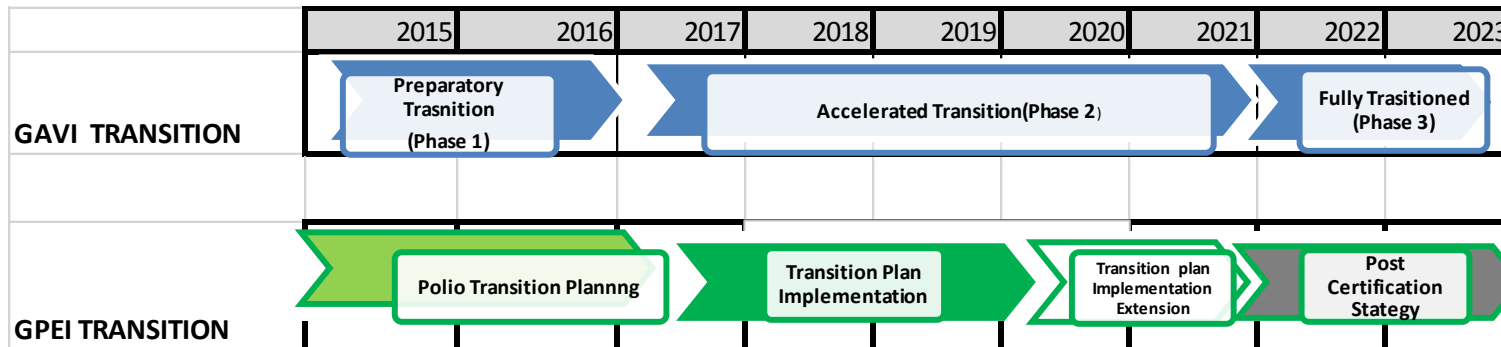 2015 2016 2017 2018 2019 2020 2021 2022 2023
GAVI TRANSITION
Preparatory
Trasnition
(Phase 1)
Accelerated Transition(Phase 2)
Fully Trasitioned
(Phase 3)
GPEI TRANSITION
Polio Transition Plannng
Transition Plan
Implementation
Transition plan
Implementation
Extension
Post
Certification
Stategy